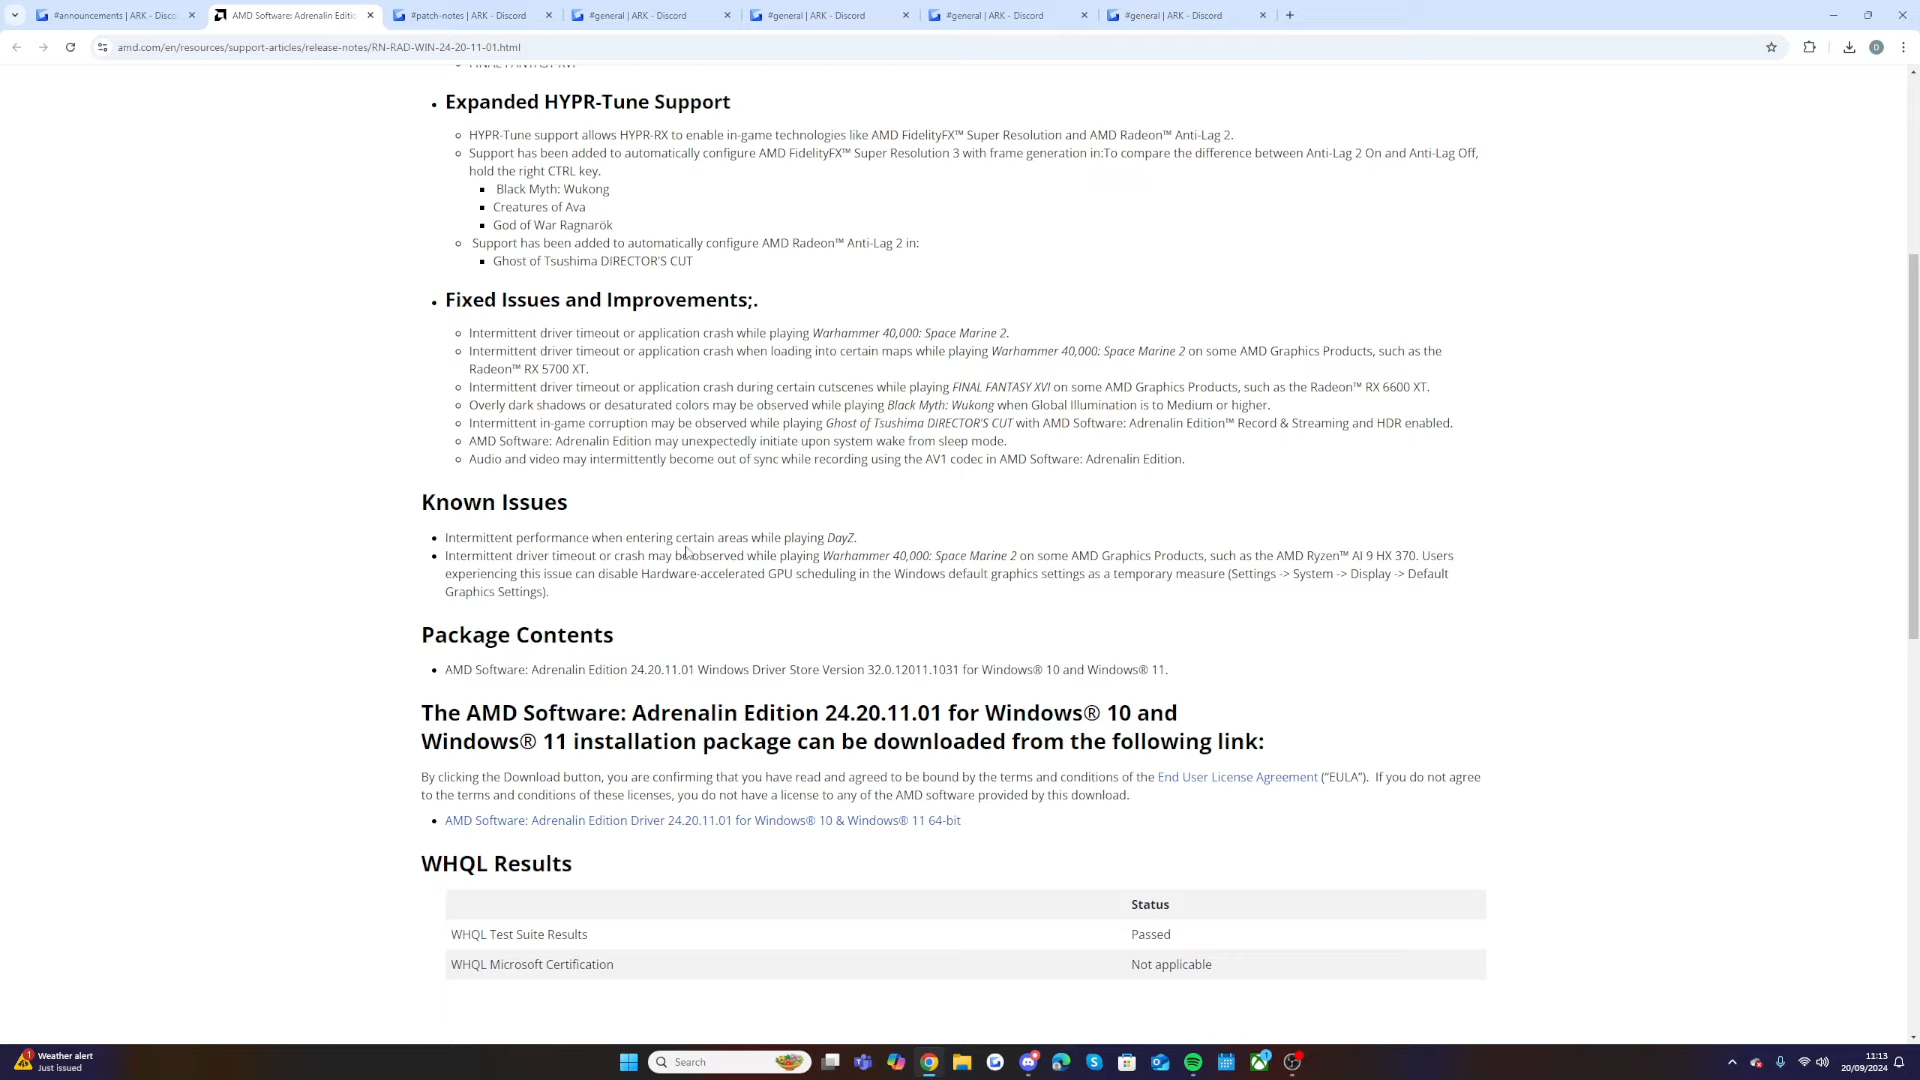 #announcements | ARK - Disco
AMD Software: Adrenalin Editio
#patch-notes | ARK - Discord
#general | ARK - Discord
#general | ARK - Discord
#general | ARK - Discord
#general | ARK - Discord
amd.com/en/resources/support-articles/release-notes/RN-RAD-WIN-24-20-11-01.html
FINAL FANTASY XVI
Expanded HYPR-Tune Support
HYPR-Tune support allows HYPR-RX to enable in-game technologies like AMD FidelityFX™ Super Resolution and AMD Radeon™ Anti-Lag 2.
Support has been added to automatically configure AMD FidelityFX™ Super Resolution 3 with frame generation in:To compare the difference between Anti-Lag 2 On and Anti-Lag Off,
hold the right CTRL key.
Black Myth: Wukong
Creatures of Ava
God of War Ragnarök
Support has been added to automatically configure AMD Radeon™ Anti-Lag 2 in:
Ghost of Tsushima DIRECTOR'S CUT
Fixed Issues and Improvements;.
Intermittent driver timeout or application crash while playing Warhammer 40,000: Space Marine 2.
Intermittent driver timeout or application crash when loading into certain maps while playing Warhammer 40,000: Space Marine 2 on some AMD Graphics Products, such as the
Radeon™ RX 5700 XT.
Intermittent driver timeout or application crash during certain cutscenes while playing FINAL FANTASY XVI on some AMD Graphics Products, such as the Radeon™ RX 6600 XT.
Overly dark shadows or desaturated colors may be observed while playing Black Myth: Wukong when Global Illumination is to Medium or higher.
Intermittent in-game corruption may be observed while playing Ghost of Tsushima DIRECTOR'S CUT with AMD Software: Adrenalin Edition™ Record & Streaming and HDR enabled.
AMD Software: Adrenalin Edition may unexpectedly initiate upon system wake from sleep mode.
Audio and video may intermittently become out of sync while recording using the AV1 codec in AMD Software: Adrenalin Edition.
Known Issues
Intermittent performance when entering certain areas while playing DayZ.
Intermittent driver timeout or crash may be observed while playing Warhammer 40,000: Space Marine 2 on some AMD Graphics Products, such as the AMD Ryzen™ AI 9 HX 370. Users
experiencing this issue can disable Hardware-accelerated GPU scheduling in the Windows default graphics settings as a temporary measure (Settings -> System -> Display -> Default
Graphics Settings).
Package Contents
AMD Software: Adrenalin Edition 24.20.11.01 Windows Driver Store Version 32.0.12011.1031 for Windows® 10 and Windows® 11.
The AMD Software: Adrenalin Edition 24.20.11.01 for Windows® 10 and
Windows® 11 installation package can be downloaded from the following link:
By clicking the Download button, you are confirming that you have read and agreed to be bound by the terms and conditions of the End User License Agreement (“EULA”).  If you do not agree
to the terms and conditions of these licenses, you do not have a license to any of the AMD software provided by this download.
AMD Software: Adrenalin Edition Driver 24.20.11.01 for Windows® 10 & Windows® 11 64-bit
WHQL Results
Status
WHQL Test Suite Results Passed
WHQL Microsoft Certification Not applicable
Weather alert
Just issued
Search
11:13
20/09/2024